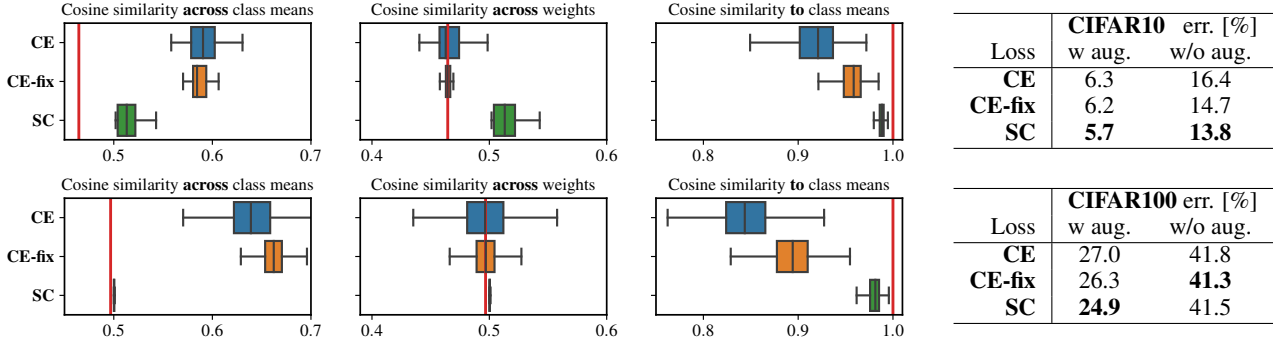 Cosine similarity across class means
CE
CE-fix
SC
0.5 0.6 0.7
Cosine similarity across weights
0.4 0.5 0.6
Cosine similarity to class means
0.8 0.9 1.0
CIFAR10 err. [%]
Loss w aug. w/o aug.
CE 6.3 16.4
CE-fix 6.2 14.7
SC 5.7 13.8
Cosine similarity across class means
CE
CE-fix
SC
0.5 0.6 0.7
Cosine similarity across weights
0.4 0.5 0.6
Cosine similarity to class means
0.8 0.9 1.0
CIFAR100 err. [%]
Loss w aug. w/o aug.
CE 27.0 41.8
CE-fix 26.3 41.3
SC 24.9 41.5